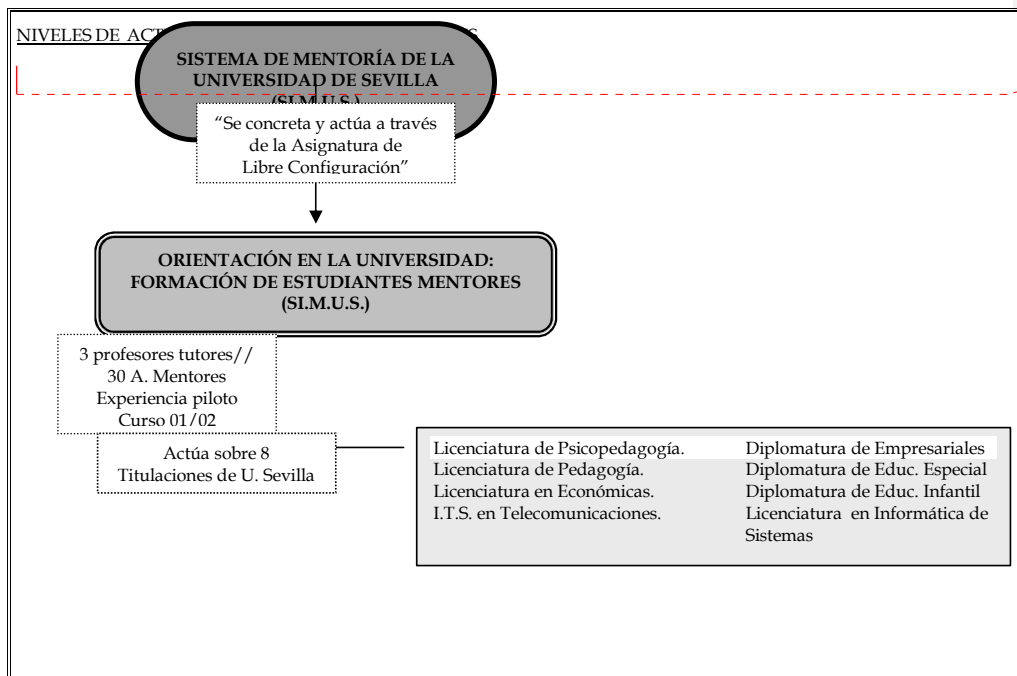 NIVELES DE
SISTEMA DE MENTORÍA DE LA
UNIVERSIDAD DE SEVILLA
(SI.M.U.S.)
“Se concreta y actúa a través
de la Asignatura de
Libre Configuración”
ORIENTACIÓN EN LA UNIVERSIDAD:
FORMACIÓN DE ESTUDIANTES MENTORES
(SI.M.U.S.)
3 profesores tutores//
30 A. Mentores
Experiencia piloto
Curso 01/02
Actúa sobre 8
Titulaciones de U. Sevilla
Licenciatura de Psicopedagogía.
Licenciatura de Pedagogía.
Licenciatura en Económicas.
I.T.S. en Telecomunicaciones.
Diplomatura de Empresariales
Diplomatura de Educ. Especial
Diplomatura de Educ. Infantil
Licenciatura en Informática de
Sistemas